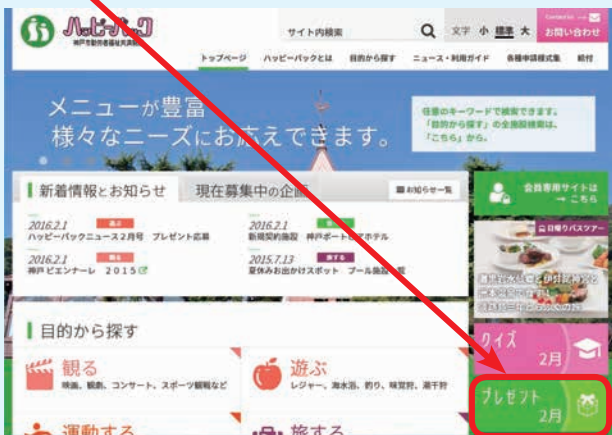 ハッピーパック
神戸市勤労者福祉共済制度
サイト内検索
文字 小 標準 大
Contact us
お問い合わせ
トップページ ハッピーパックとは 目的から探す ニュース・利用ガイド 各種申請様式集 給付
メニューが豊富
様々なニーズにお応えできます。
任意のキーワードで検索できます。
「目的から探す」の全施設検索は、
「こちら」から。
新着情報とお知らせ
現在募集中の企画
お知らせ一覧
会員専用サイトは
→ こちら
2016.2.1
ハッピーパックニュース2月号 プレゼント応募
2016.2.1
新規契約施設 神戸ポートピアホテル
2016.2.1 観る
神戸ビエンナーレ 2015
2015.7.13 旅する
夏休みお出かけスポット プール施設
日帰りバスツアー
目的から探す
観る
映画、観劇、コンサート、スポーツ観戦など
遊ぶ
レジャー、海水浴、釣り、味覚狩、潮干狩
クイズ
2月
プレゼント
2月
運動する
旅する